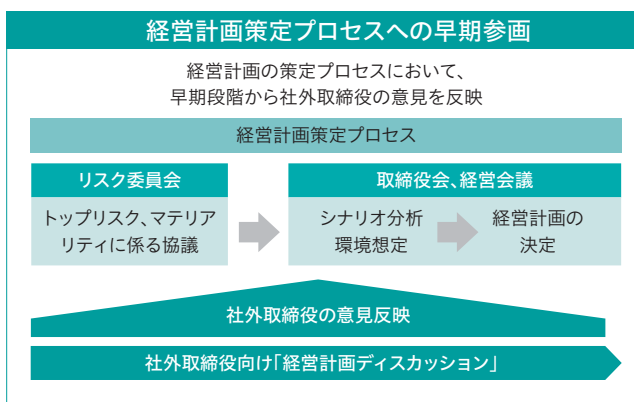 経営計画策定プロセスへの早期参画
経営計画の策定プロセスにおいて、
早期段階から社外取締役の意見を反映
経営計画策定プロセス
リスク委員会
トップリスク、マテリア
リティに係る協議
取締役会、経営会議
シナリオ分析
環境想定
経営計画の
決定
社外取締役の意見反映
社外取締役向け「経営計画ディスカッション」